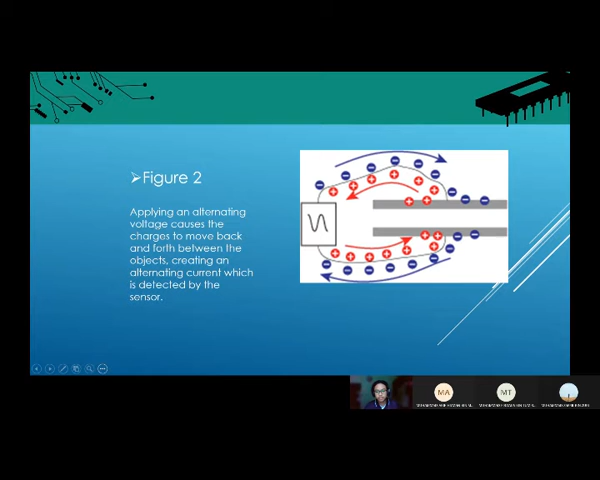 ➢Figure 2
Applying an alternating
voltage causes the
charges to move back
and forth between the
objects, creating an
alternating current which
is detected by the
sensor.
MA
MT